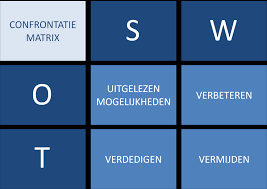 CONFRONTATIE
MATRIX
S
W
O
UITGELEZEN
MOGELIJKHEDEN
VERBETEREN
T
VERDEDIGEN
VERMIJDEN